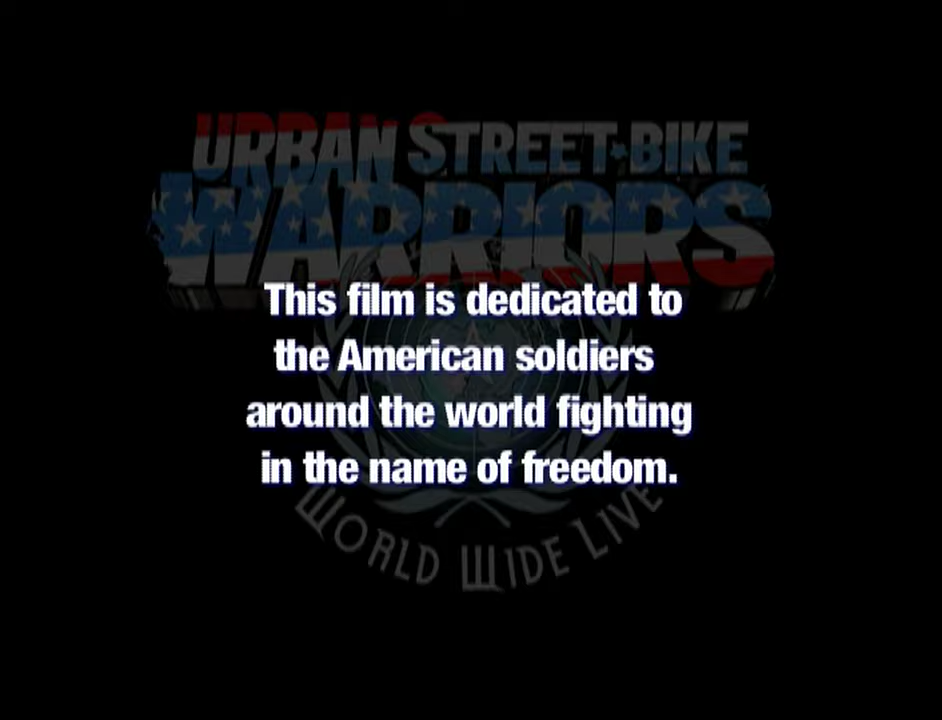 URBAN STREET-BIKE
WARRIORS
This film is dedicated to
the American soldiers
around the world fighting
in the name of freedom.
WORLD WIDE LIVE